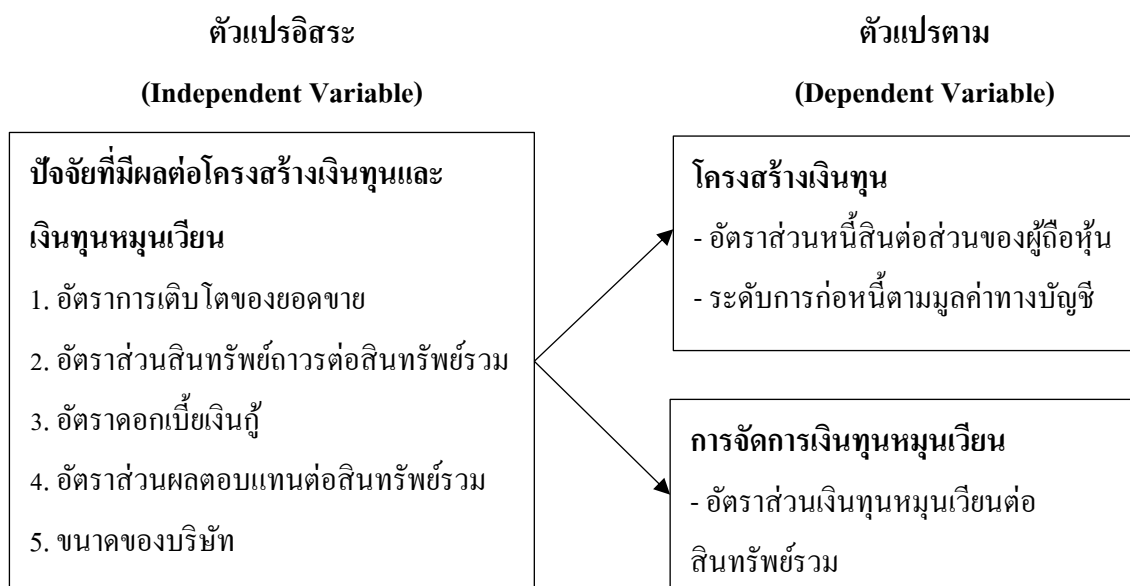 ตัวแปรอิสระ
(Independent Variable)
ปัจจัยที่มีผลต่อโครงสร้างเงินทุนและ
เงินทุนหมุนเวียน
1. อัตราการเติบโตของยอดขาย
2. อัตราส่วนสินทรัพย์ถาวรต่อสินทรัพย์รวม
3. อัตราดอกเบี้ยเงินกู้
4. อัตราส่วนผลตอบแทนต่อสินทรัพย์รวม
5. ขนาดของบริษัท
ตัวแปรตาม
(Dependent Variable)
โครงสร้างเงินทุน
- อัตราส่วนหนี้สินต่อส่วนของผู้ถือหุ้น
- ระดับการก่อหนี้ตามมูลค่าทางบัญชี
การจัดการเงินทุนหมุนเวียน
- อัตราส่วนเงินทุนหมุนเวียนต่อ
สินทรัพย์รวม